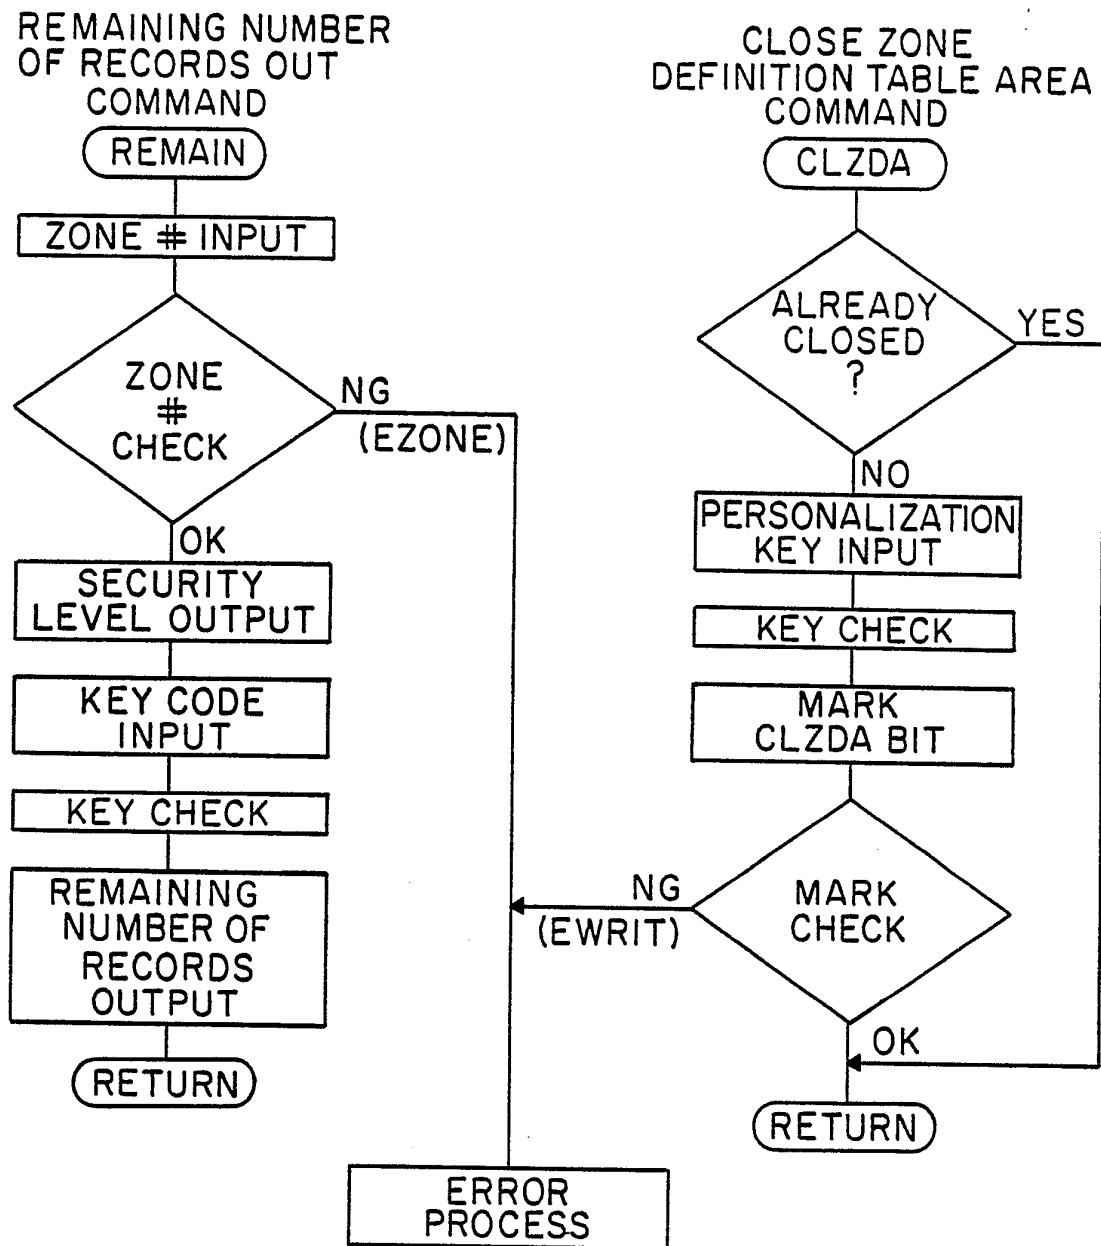 REMAINING NUMBER
OF RECORDS OUT
COMMAND
REMAIN
ZONE # INPUT
ZONE
#
CHECK
NG
(EZONE)
OK
SECURITY
LEVEL OUTPUT
KEY CODE
INPUT
KEY CHECK
REMAINING
NUMBER OF
RECORDS
OUTPUT
RETURN
CLOSE ZONE
DEFINITION TABLE AREA
COMMAND
CLZDA
ALREADY
CLOSED
?
YES
NO
PERSONALIZATION
KEY INPUT
KEY CHECK
MARK
CLZDA BIT
MARK
CHECK
NG
(EWRIT)
OK
RETURN
ERROR
PROCESS